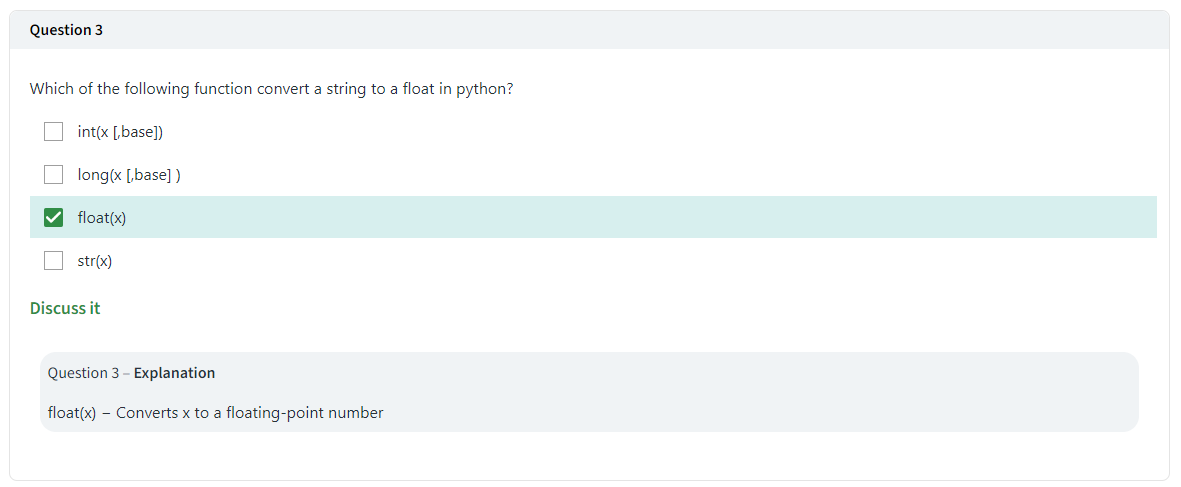 Question 3
Which of the following function convert a string to a float in python?
int(x [,base])
long(x [,base] )
float(x)
str(x)
Discuss it
Question 3 – Explanation
float(x) − Converts x to a floating-point number